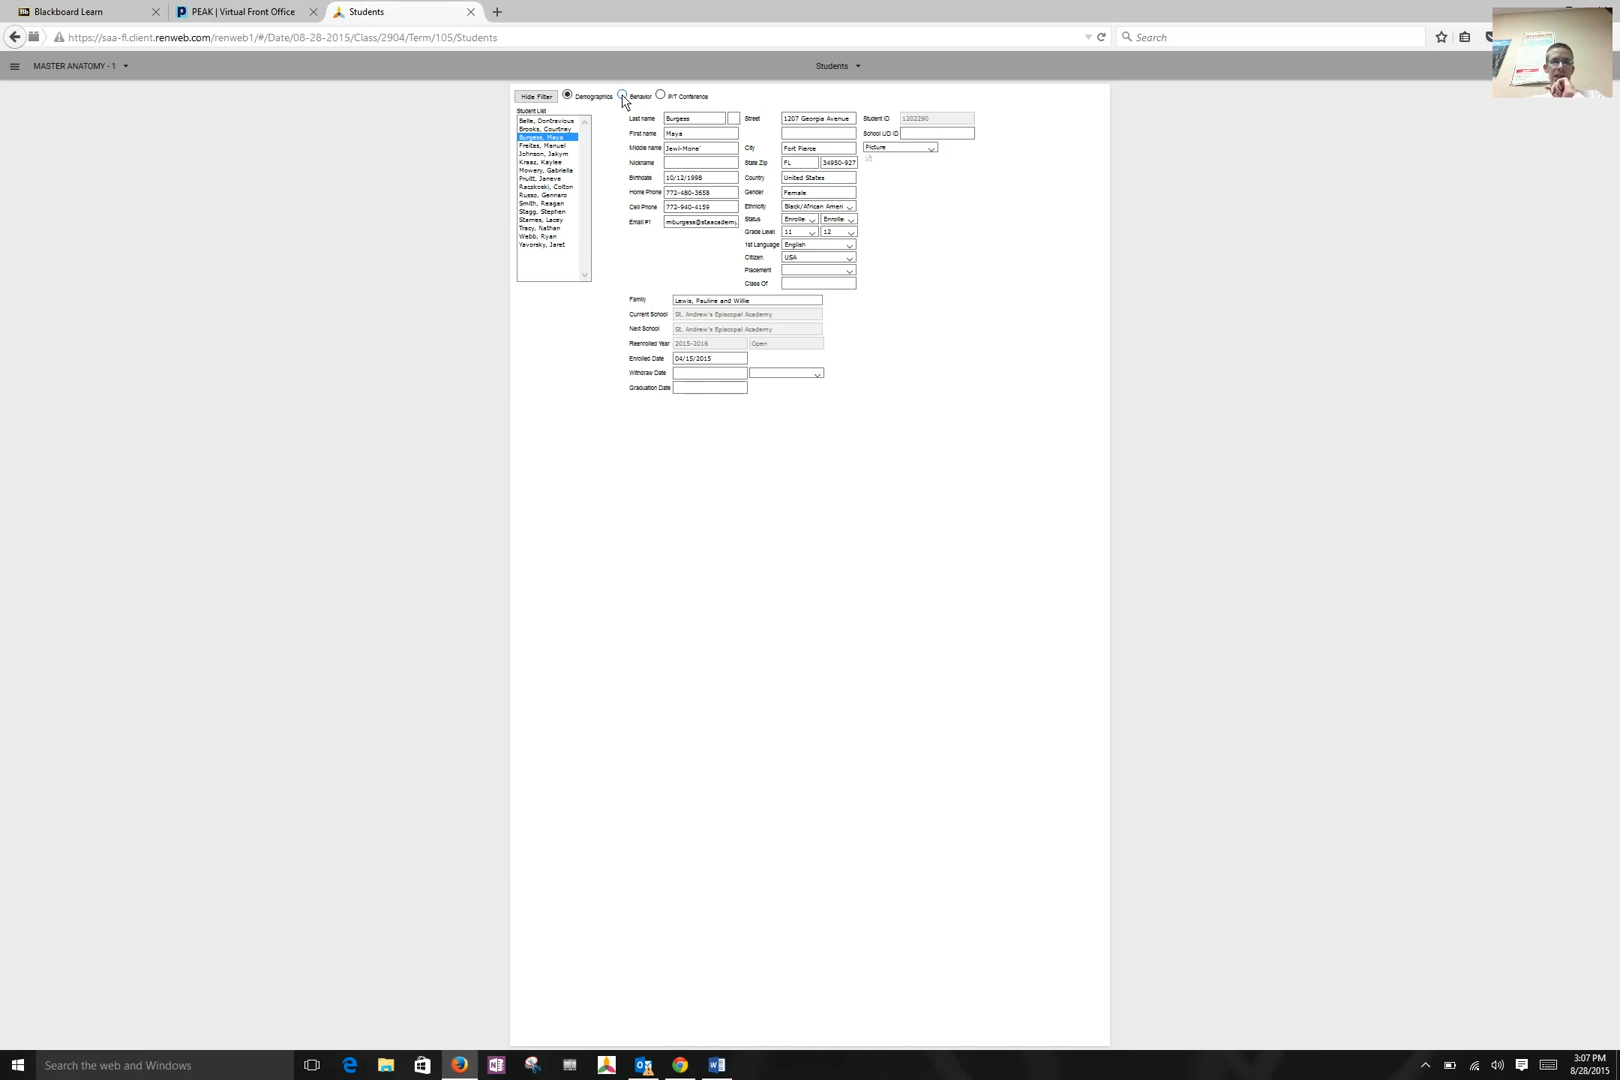 Blackboard Learn
PEAK | Virtual Front Office
Students
https://saa-fl.client.renweb.com/renweb1/#/Date/08-28-2015/Class/2904/Term/105/Students
Search
MASTER ANATOMY - 1
Students
Hide Filter Demographics Behavior P/T Conference
Student List
Belle, Dontravious
Brooks, Courtney
Burgess, Maya
Freitas, Manuel
Johnson, Jakym
Kraaz, Kaylee
Mowery, Gabriella
Pruitt, Janeve
Raczkoski, Colton
Russo, Gennaro
Smith, Reagan
Stagg, Stephen
Starnes, Lacey
Tracy, Nathan
Webb, Ryan
Yavorsky, Jaret
Last name Burgess Street 1207 Georgia Avenue Student ID 1202290
First name Maya School UD ID
Middle name Jewl-Mone' City Fort Pierce Picture
Nickname State Zip FL 34950-927
Birthdate 10/12/1998 Country United States
Home Phone 772-480-3658 Gender Female
Cell Phone 772-940-4159 Ethnicity Black/African Ameri
Email #1 mburgess@staacademy Status Enrolle Enrolle
Grade Level 11 12
1st Language English
Citizen USA
Placement
Class Of
Family Lewis, Pauline and Willie
Current School St. Andrew's Episcopal Academy
Next School St. Andrew's Episcopal Academy
Reenrolled Year 2015-2016 Open
Enrolled Date 04/15/2015
Withdraw Date
Graduation Date
Search the web and Windows
3:07 PM
8/28/2015